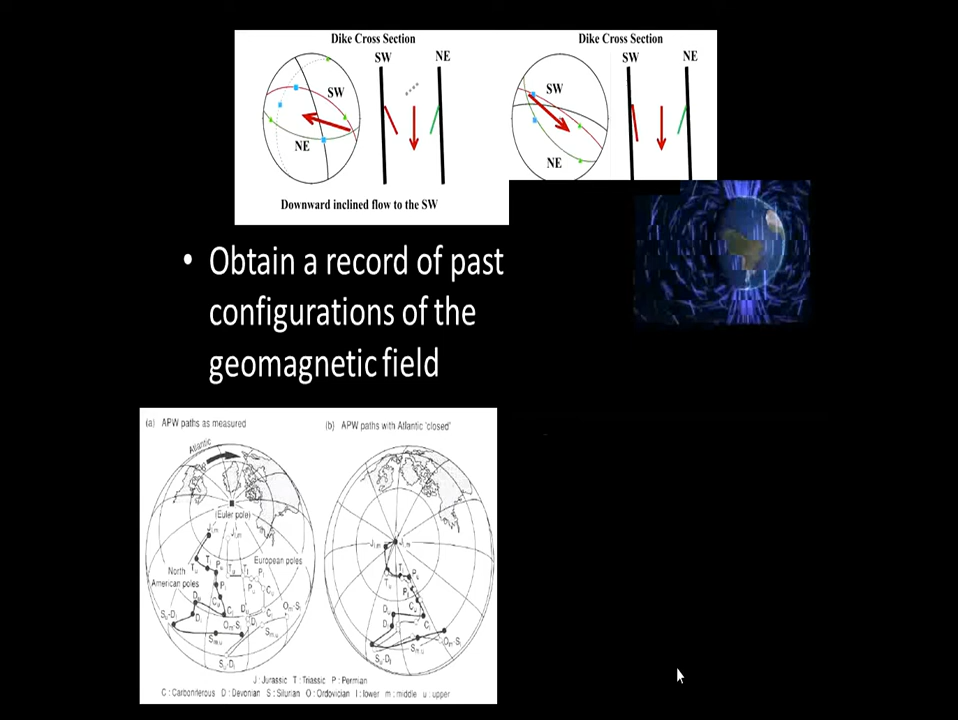 Dike Cross Section
Dike Cross Section
SW
NE
SW
NE
SW
SW
NE
NE
Downward inclined flow to the SW
• Obtain a record of past
configurations of the
geomagnetic field
(a) APW paths as measured
(b) APW paths with Atlantic 'closed'
Atlantic
(Euler pole)
European poles
North
American poles
J : Jurassic T : Triassic P : Permian
C : Carboniferous D : Devonian S : Silurian O : Ordovician l : lower m : middle u : upper